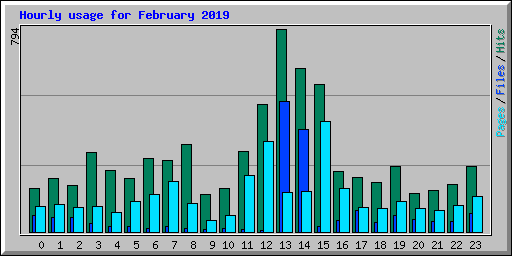 Hourly usage for February 2019
794
Pages / Files / Hits
0 1 2 3 4 5 6 7 8 9 10 11 12 13 14 15 16 17 18 19 20 21 22 23